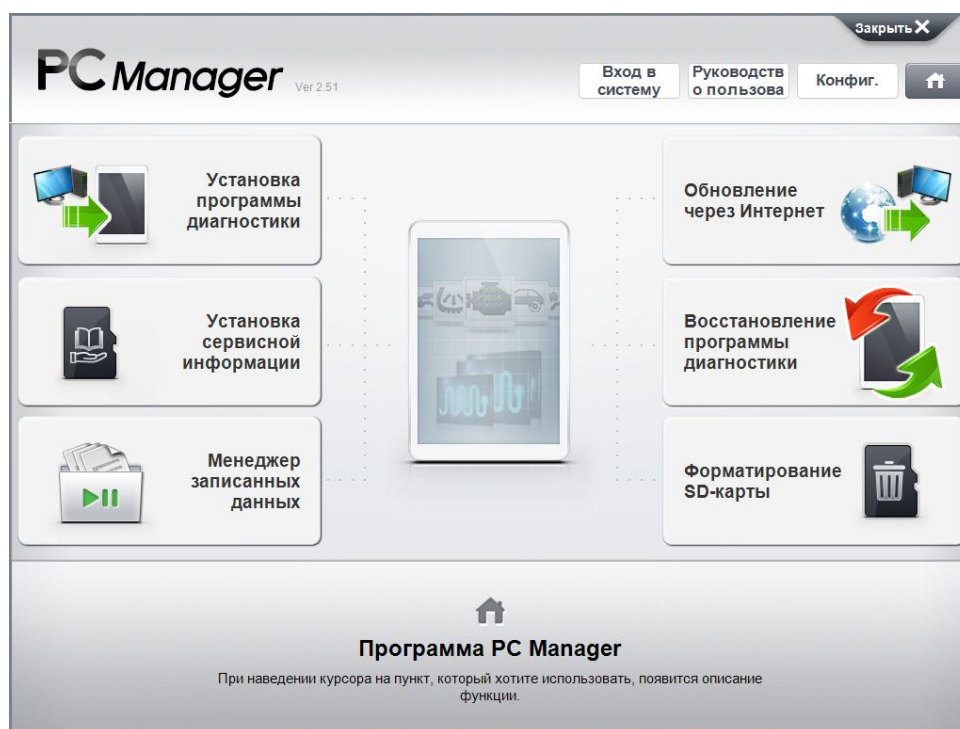 Закрыть
PC Manager Ver 2.51
Вход в
систему
Руководств
о пользова
Конфиг.
Установка
программы
диагностики
Обновление
через Интернет
Установка
сервисной
информации
Восстановление
программы
диагностики
Менеджер
записанных
данных
Форматирование
SD-карты
Программа PC Manager
При наведении курсора на пункт, который хотите использовать, появится описание
функции.